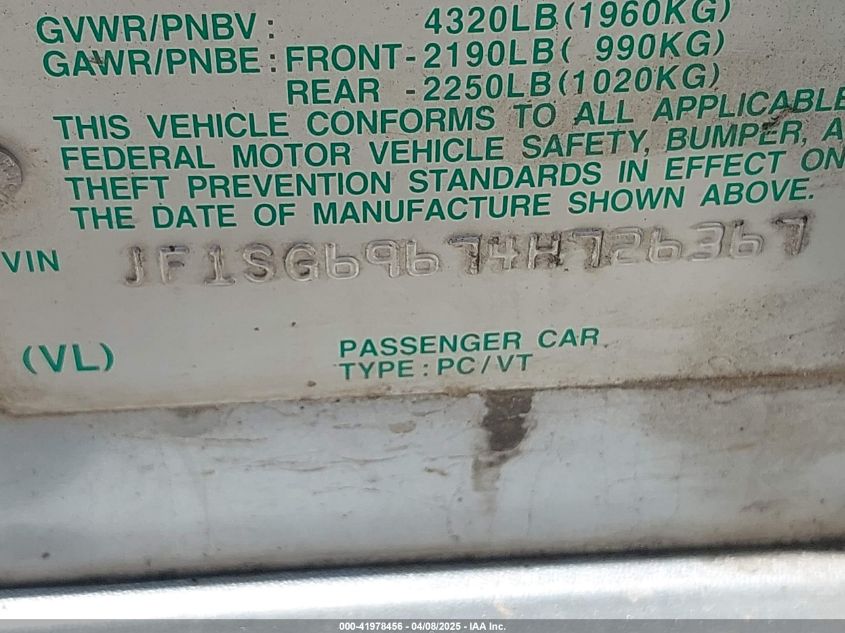 GVWR/PNBV : 4320LB(1960KG)
GAWR/PNBE : FRONT-2190LB( 990KG)
REAR -2250LB(1020KG)
THIS VEHICLE CONFORMS TO ALL APPLICABLE
FEDERAL MOTOR VEHICLE SAFETY, BUMPER, A
THEFT PREVENTION STANDARDS IN EFFECT ON
THE DATE OF MANUFACTURE SHOWN ABOVE.
VIN JF1SG69674H726367
(VL) PASSENGER CAR
TYPE : PC/VT
000-41978456 - 04/08/2025 - IAA Inc.